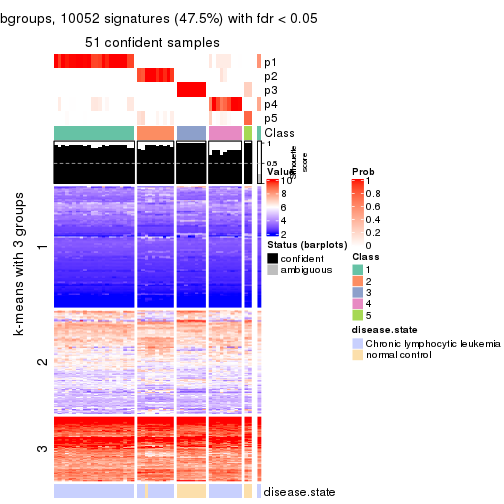 bgroups, 10052 signatures (47.5%) with fdr < 0.05
51 confident samples
p1
p2
p3
p4
p5
Class
1
0.5
0
Silhouette
score
k-means with 3 groups
1
2
3
disease.state
Value
10
8
6
4
2
Status (barplots)
confident
ambiguous
Prob
1
0.8
0.6
0.4
0.2
0
Class
1
2
3
4
5
disease.state
Chronic lymphocytic leukemia
normal control